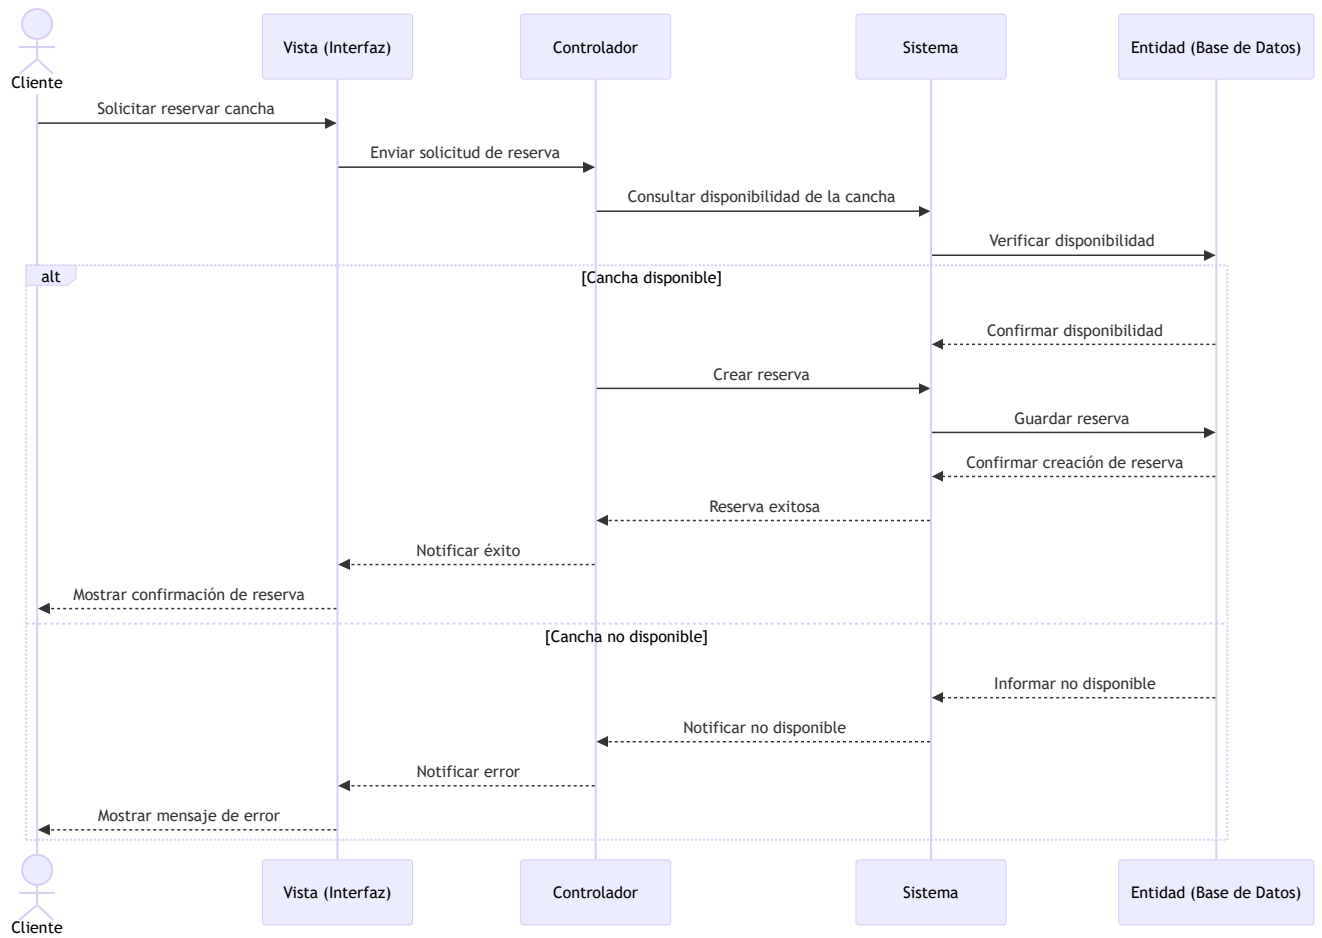 Cliente
Vista (Interfaz)
Controlador
Sistema
Entidad (Base de Datos)
Solicitar reservar cancha
Enviar solicitud de reserva
Consultar disponibilidad de la cancha
Verificar disponibilidad
alt
[Cancha disponible]
Confirmar disponibilidad
Crear reserva
Guardar reserva
Confirmar creación de reserva
Reserva exitosa
Notificar éxito
Mostrar confirmación de reserva
[Cancha no disponible]
Informar no disponible
Notificar no disponible
Notificar error
Mostrar mensaje de error
Cliente
Vista (Interfaz)
Controlador
Sistema
Entidad (Base de Datos)